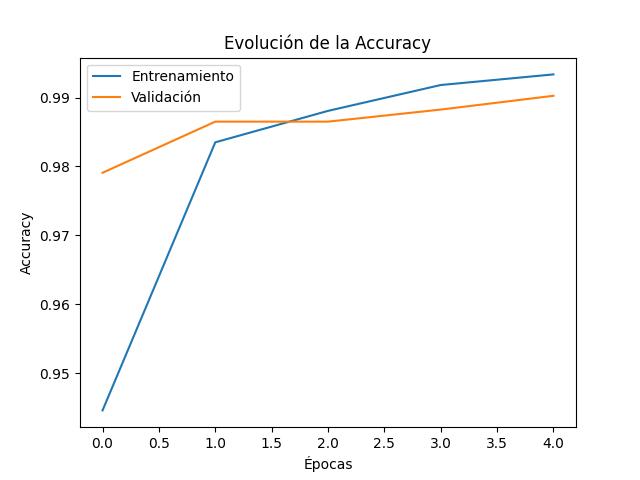 Evolución de la Accuracy
Entrenamiento
Validación
0.99
0.98
0.97
0.96
0.95
Accuracy
0.0 0.5 1.0 1.5 2.0 2.5 3.0 3.5 4.0
Épocas